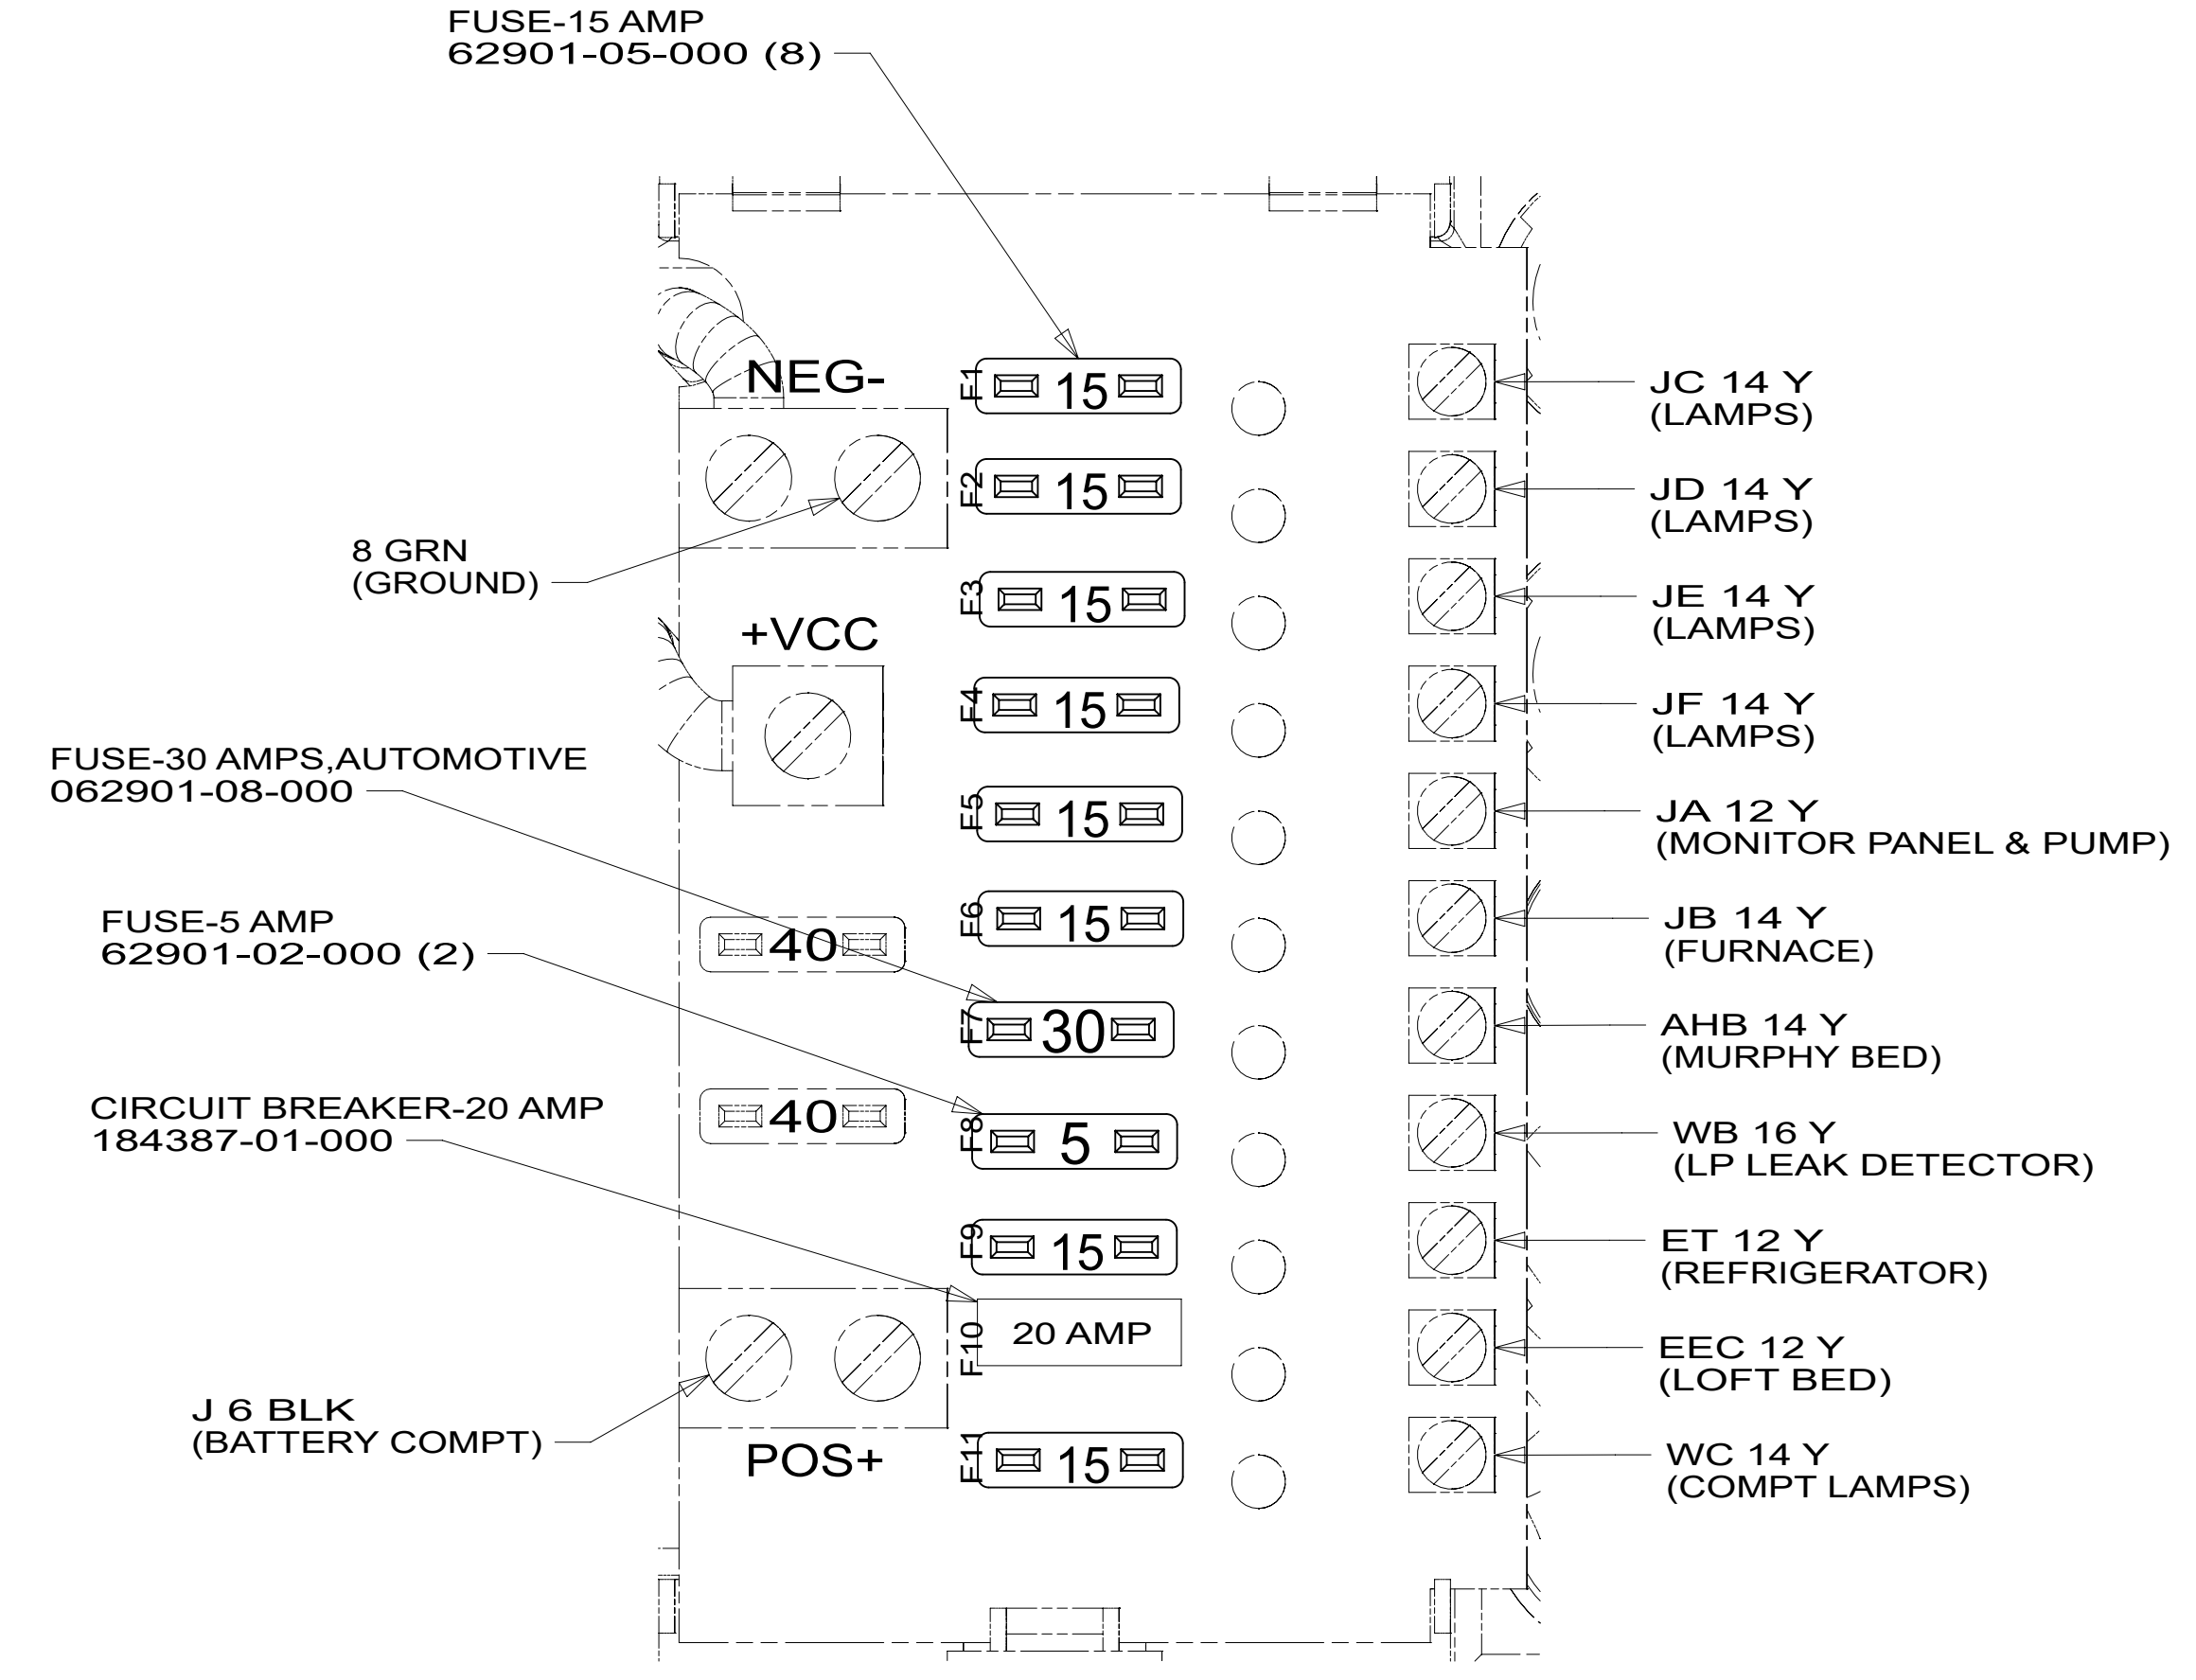 FUSE-15 AMP
62901-05-000 (8)
NEG-
8 GRN
(GROUND)
+VCC
FUSE-30 AMPS,AUTOMOTIVE
062901-08-000
FUSE-5 AMP
62901-02-000 (2)
40
CIRCUIT BREAKER-20 AMP
184387-01-000
40
J 6 BLK
(BATTERY COMPT)
POS+
F1 15
F2 15
F3 15
F4 15
F5 15
F6 15
F7 30
F8 5
F9 15
F10 20 AMP
F11 15
JC 14 Y
(LAMPS)
JD 14 Y
(LAMPS)
JE 14 Y
(LAMPS)
JF 14 Y
(LAMPS)
JA 12 Y
(MONITOR PANEL & PUMP)
JB 14 Y
(FURNACE)
AHB 14 Y
(MURPHY BED)
WB 16 Y
(LP LEAK DETECTOR)
ET 12 Y
(REFRIGERATOR)
EEC 12 Y
(LOFT BED)
WC 14 Y
(COMPT LAMPS)